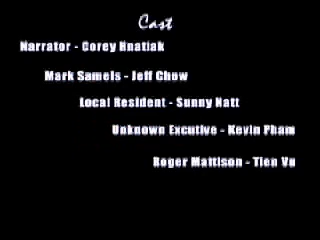 Cast
Narrator - Corey Hnatiak
Mark Samels - Jeff Chow
Local Resident - Sunny Natt
Unknown Excutive - Kevin Pham
Roger Mattison - Tien Vu